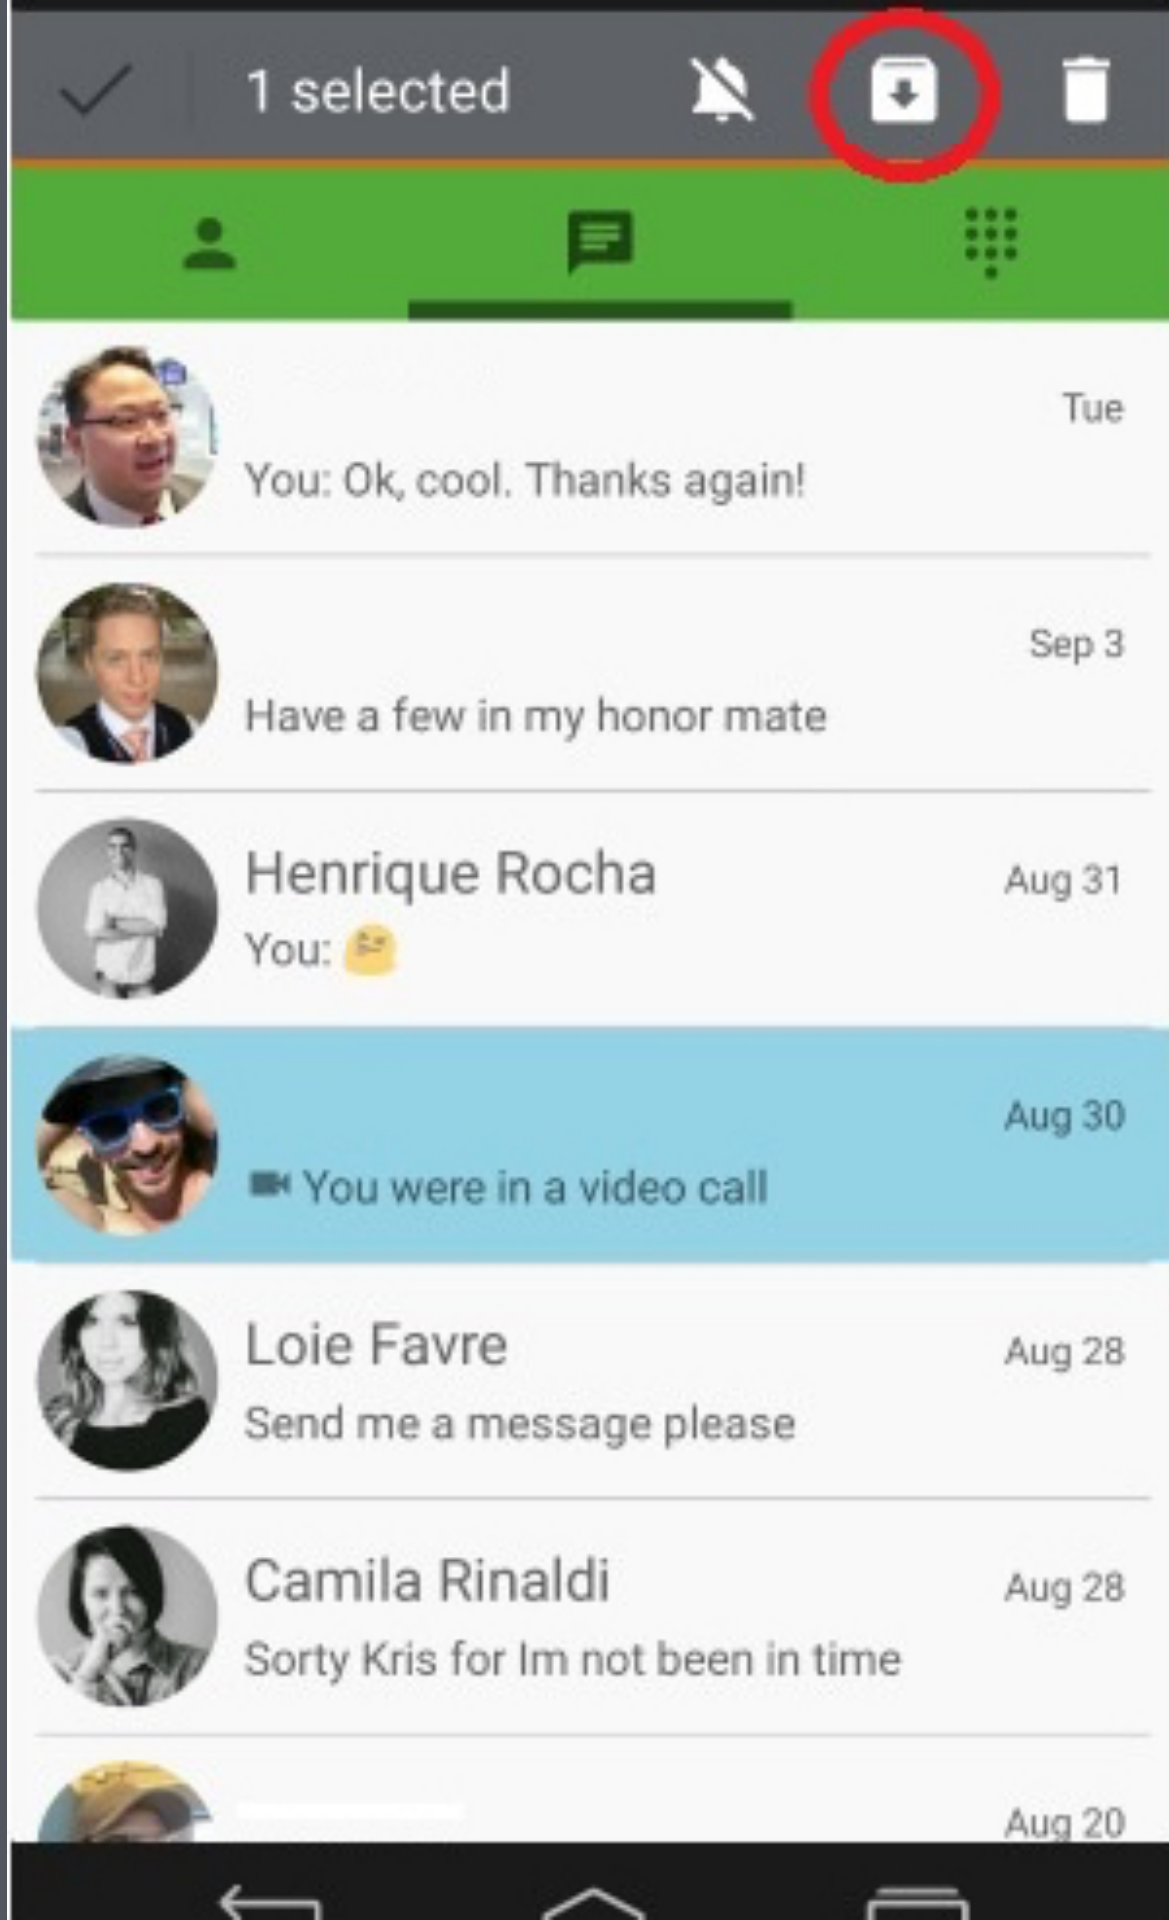 1 selected
Tue
You: Ok, cool. Thanks again!
Sep 3
Have a few in my honor mate
Henrique Rocha
Aug 31
You:
Aug 30
You were in a video call
Loie Favre
Aug 28
Send me a message please
Camila Rinaldi
Aug 28
Sorty Kris for Im not been in time
Aug 20